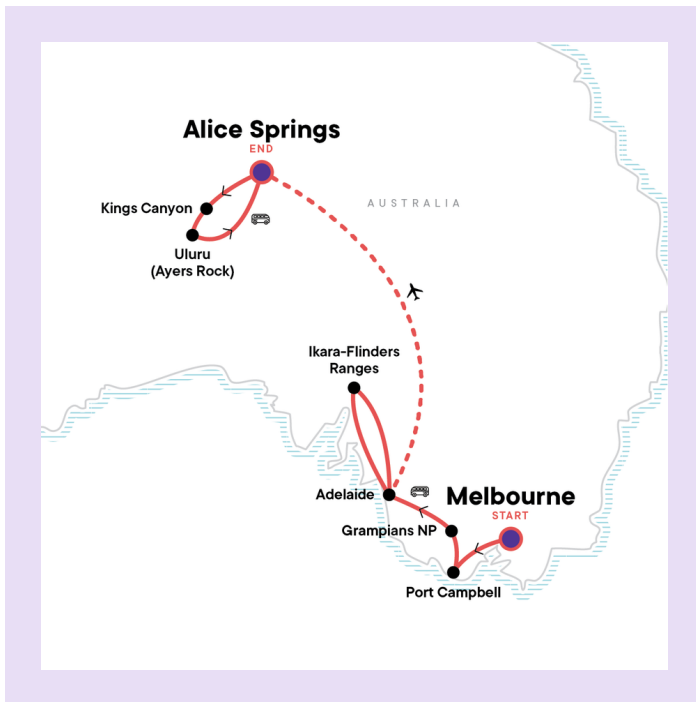 Alice Springs
END
AUSTRALIA
Kings Canyon
Uluru
(Ayers Rock)
Ikara-Flinders
Ranges
Adelaide
Melbourne
START
Grampians NP
Port Campbell